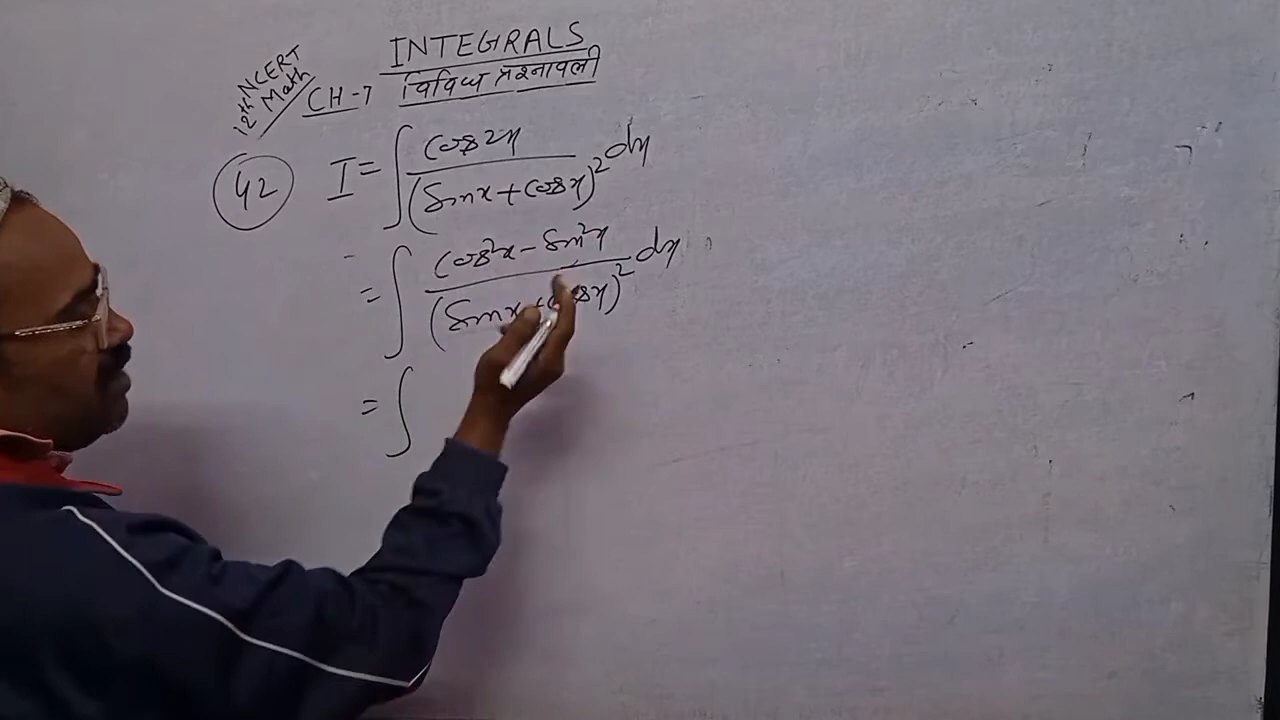 INTEGRALS
12th NCERT
Math
CH-7 विविध प्रश्नावली
42 I = ∫ cos2x / (sinx + cosx)² dx
= ∫ cos²x - sin²x / (sinx + cosx)² dx
= ∫